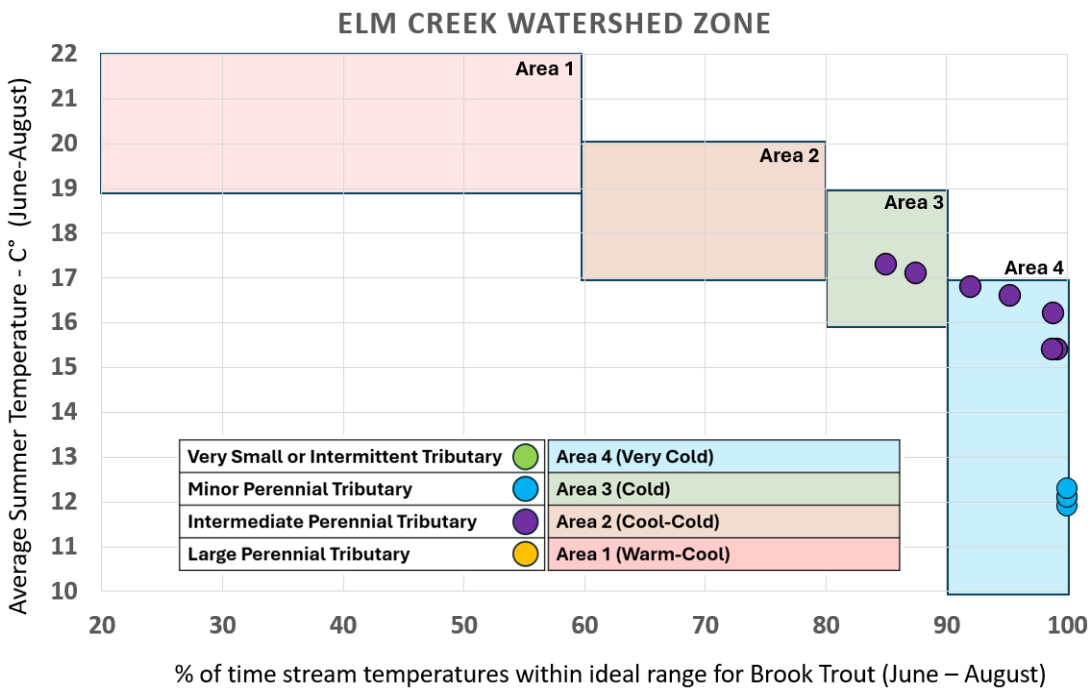 ELM CREEK WATERSHED ZONE
Average Summer Temperature - C° (June-August)
22
21
20
19
18
17
16
15
14
13
12
11
10
Area 1
Area 2
Area 3
Area 4
Very Small or Intermittent Tributary
Area 4 (Very Cold)
Minor Perennial Tributary
Area 3 (Cold)
Intermediate Perennial Tributary
Area 2 (Cool-Cold)
Large Perennial Tributary
Area 1 (Warm-Cool)
20 30 40 50 60 70 80 90 100
% of time stream temperatures within ideal range for Brook Trout (June – August)